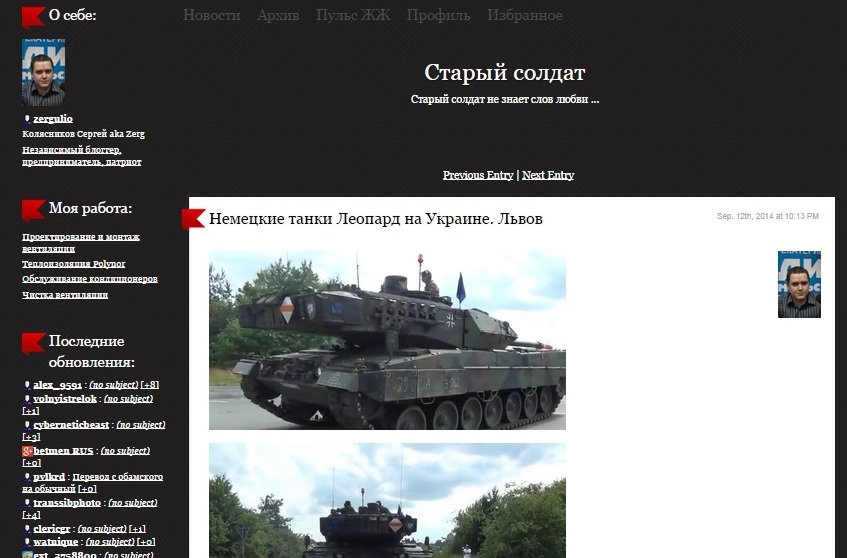 О себе:
zergulio
Колясников Сергей aka Zerg
Независимый блоггер,
предприниматель, патриот
Моя работа:
Проектирование и монтаж
вентиляции
Теплоизоляция Polynor
Обслуживание кондиционеров
Чистка вентиляции
Последние
обновления:
alex_9591 : (no subject) [+8]
volnyistrelok : (no subject)
[+1]
cyberneticbeast : (no subject)
[+3]
betmen RUS : (no subject)
[+0]
pylkrd : Перевод с обамского
на обычный [+0]
transsibphoto : (no subject)
[+4]
clericgr : (no subject) [+1]
watnique : (no subject) [+0]
ext_2758800 : (no subject)
Новости Архив Пульс ЖЖ Профиль Избранное
Старый солдат
Старый солдат не знает слов любви ...
Previous Entry | Next Entry
Немецкие танки Леопард на Украине. Львов
Sep. 12th, 2014 at 10:13 PM